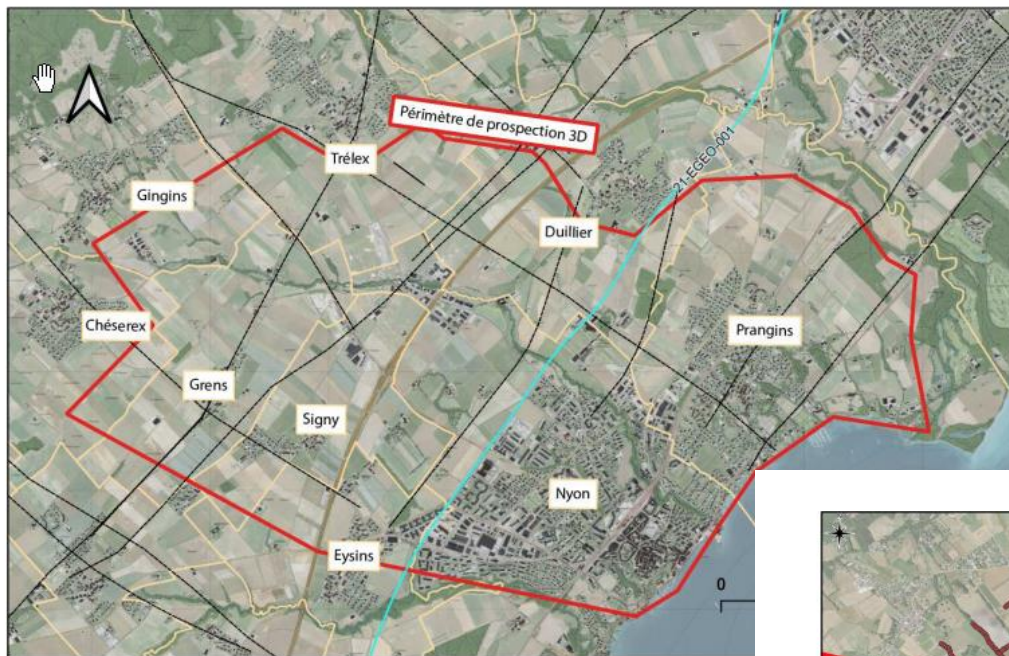 Périmètre de prospection 3D
Trélex
21-EGEO-001
Gingins
Duillier
Chéserex
Prangins
Grens
Signy
Nyon
Eysins
0